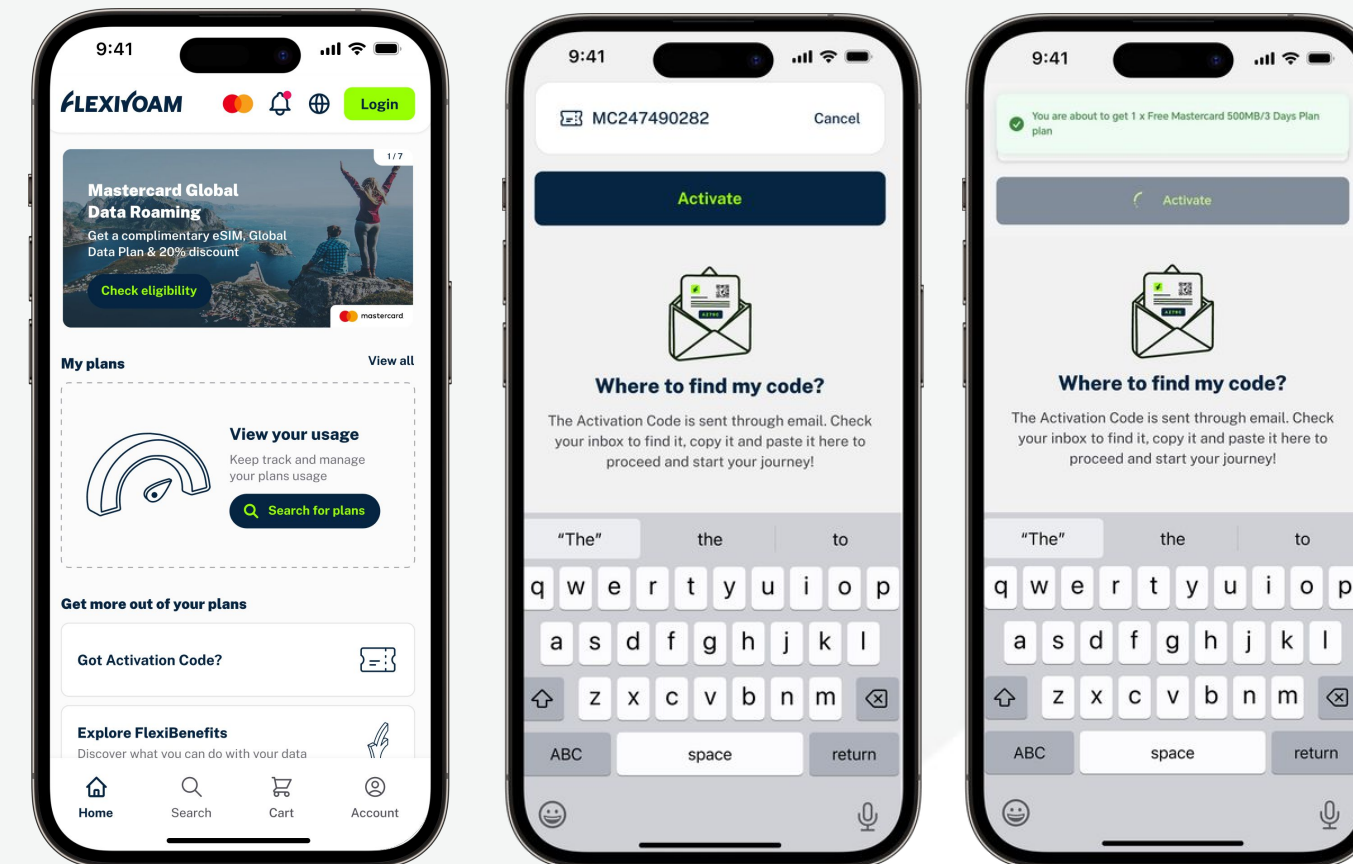 9:41
FLEXIROAM
Login
1/7
Mastercard Global
Data Roaming
Get a complimentary eSIM, Global
Data Plan & 20% discount
Check eligibility
mastercard
My plans
View all
View your usage
Keep track and manage
your plans usage
Search for plans
Get more out of your plans
Got Activation Code?
Explore FlexiBenefits
Discover what you can do with your data
Home
Search
Cart
Account
9:41
MC247490282
Cancel
Activate
Where to find my code?
The Activation Code is sent through email. Check
your inbox to find it, copy it and paste it here to
proceed and start your journey!
“The”
the
to
q w e r t y u i o p
a s d f g h j k l
z x c v b n m
ABC
space
return
9:41
You are about to get 1 x Free Mastercard 500MB/3 Days Plan
plan
Activate
Where to find my code?
The Activation Code is sent through email. Check
your inbox to find it, copy it and paste it here to
proceed and start your journey!
“The”
the
to
q w e r t y u i o p
a s d f g h j k l
z x c v b n m
ABC
space
return